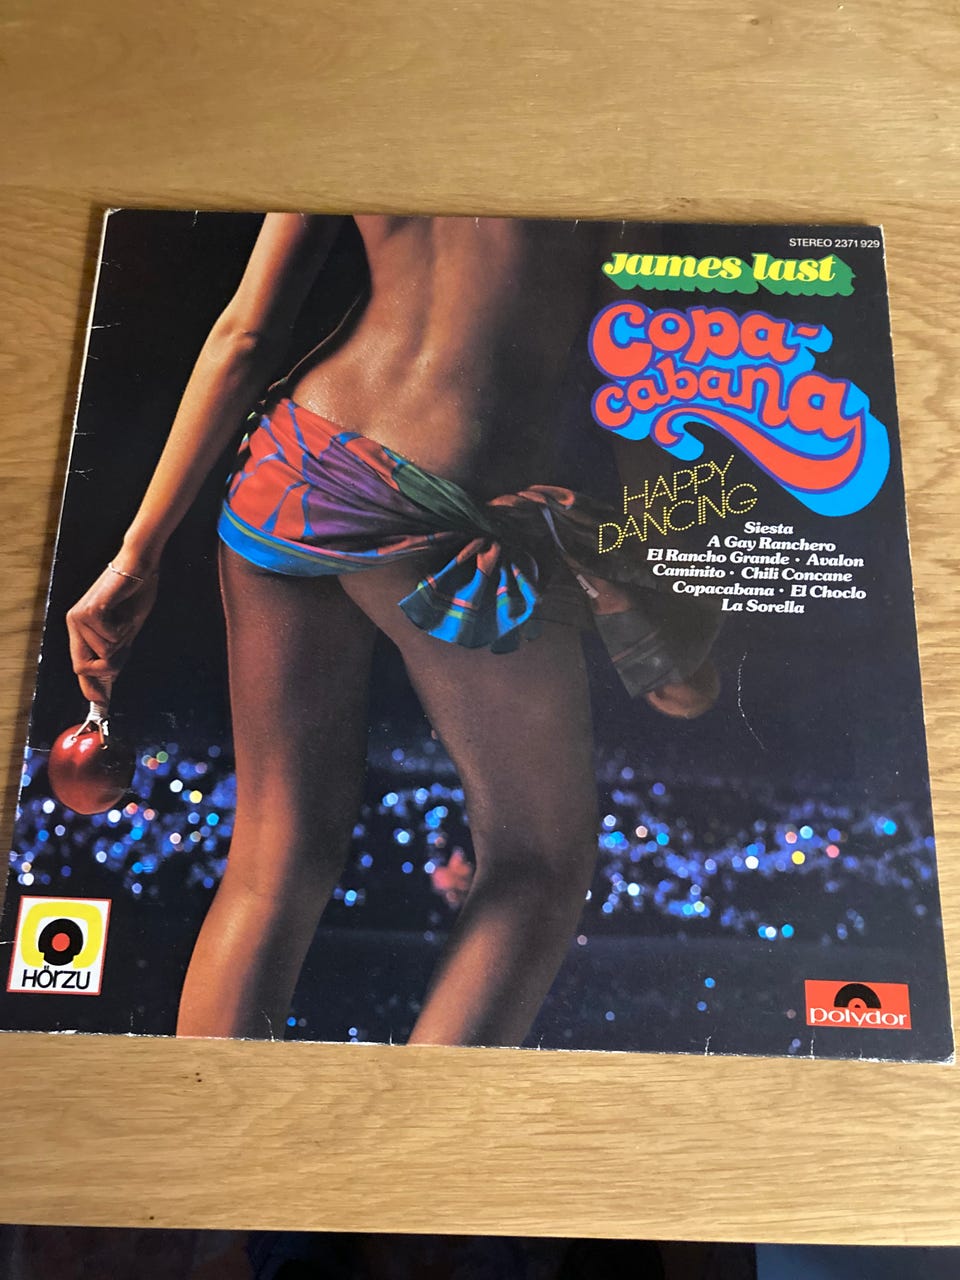 STEREO 2371 929
James Last
Copa-
cabana
HAPPY
DANCING
Siesta
A Gay Ranchero
El Rancho Grande • Avalon
Caminito • Chili Concane
Copacabana • El Choclo
La Sorella
HÖRZU
polydor